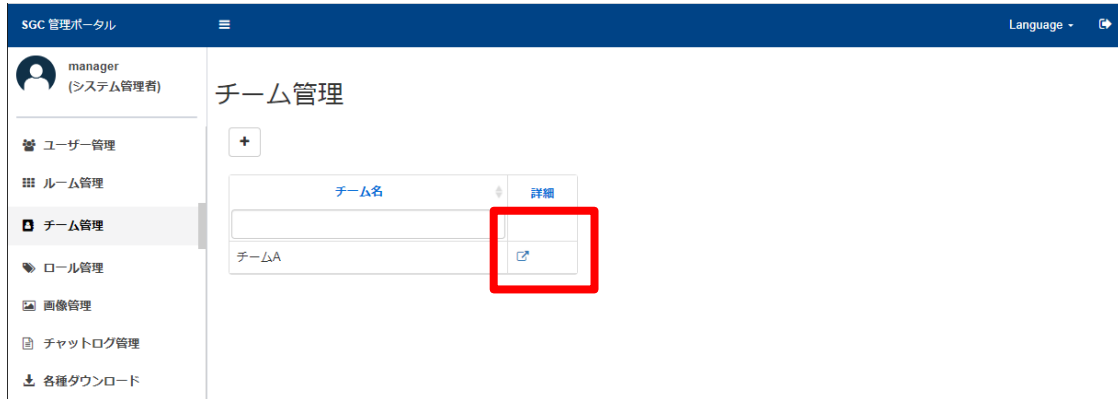 SGC 管理ポータル
Language
manager
(システム管理者)
チーム管理
ユーザー管理
ルーム管理
チーム管理
ロール管理
画像管理
チャットログ管理
各種ダウンロード
+
チーム名 詳細
チームA